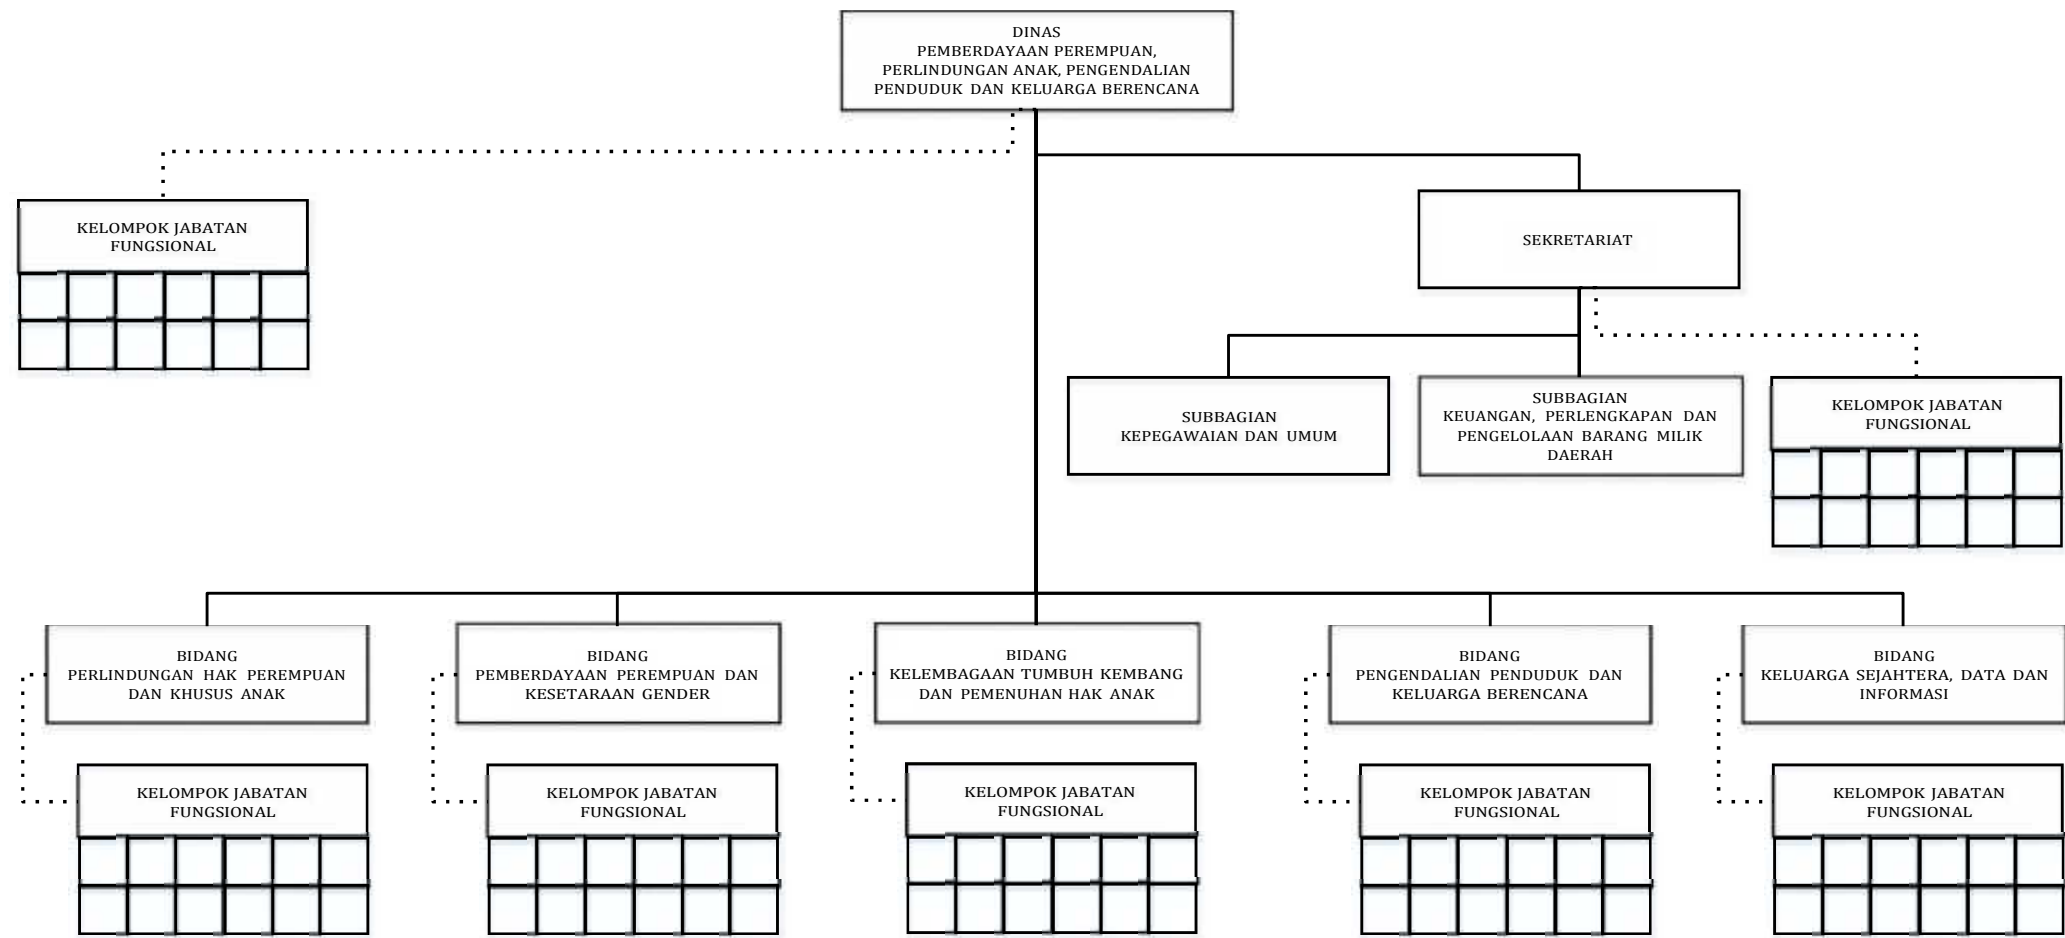 DINAS
PEMBERDAYAAN PEREMPUAN,
PERLINDUNGAN ANAK, PENGENDALIAN
PENDUDUK DAN KELUARGA BERENCANA
KELOMPOK JABATAN
FUNGSIONAL
SEKRETARIAT
SUBBAGIAN
KEPEGAWAIAN DAN UMUM
SUBBAGIAN
KEUANGAN, PERLENGKAPAN DAN
PENGELOLAAN BARANG MILIK
DAERAH
KELOMPOK JABATAN
FUNGSIONAL
BIDANG
PERLINDUNGAN HAK PEREMPUAN
DAN KHUSUS ANAK
BIDANG
PEMBERDAYAAN PEREMPUAN DAN
KESETARAAN GENDER
BIDANG
KELEMBAGAAN TUMBUH KEMBANG
DAN PEMENUHAN HAK ANAK
BIDANG
PENGENDALIAN PENDUDUK DAN
KELUARGA BERENCANA
BIDANG
KELUARGA SEJAHTERA, DATA DAN
INFORMASI
KELOMPOK JABATAN
FUNGSIONAL
KELOMPOK JABATAN
FUNGSIONAL
KELOMPOK JABATAN
FUNGSIONAL
KELOMPOK JABATAN
FUNGSIONAL
KELOMPOK JABATAN
FUNGSIONAL